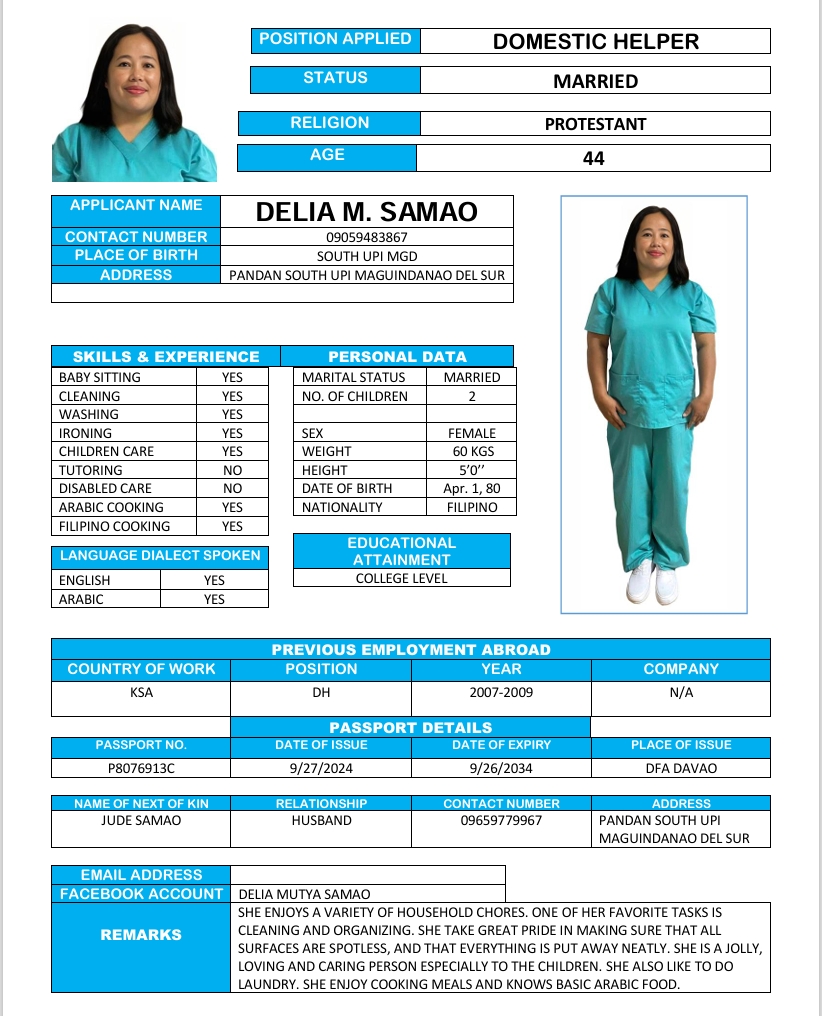 POSITION APPLIED DOMESTIC HELPER
STATUS MARRIED
RELIGION PROTESTANT
AGE 44
APPLICANT NAME DELIA M. SAMAO
CONTACT NUMBER 09059483867
PLACE OF BIRTH SOUTH UPI MGD
ADDRESS PANDAN SOUTH UPI MAGUINDANAO DEL SUR
SKILLS & EXPERIENCE
BABY SITTING YES
CLEANING YES
WASHING YES
IRONING YES
CHILDREN CARE YES
TUTORING NO
DISABLED CARE NO
ARABIC COOKING YES
FILIPINO COOKING YES
LANGUAGE DIALECT SPOKEN
ENGLISH YES
ARABIC YES
PERSONAL DATA
MARITAL STATUS MARRIED
NO. OF CHILDREN 2
SEX FEMALE
WEIGHT 60 KGS
HEIGHT 5’0’’
DATE OF BIRTH Apr. 1, 80
NATIONALITY FILIPINO
EDUCATIONAL
ATTAINMENT
COLLEGE LEVEL
PREVIOUS EMPLOYMENT ABROAD
COUNTRY OF WORK POSITION YEAR COMPANY
KSA DH 2007-2009 N/A
PASSPORT DETAILS
PASSPORT NO. DATE OF ISSUE DATE OF EXPIRY PLACE OF ISSUE
P8076913C 9/27/2024 9/26/2034 DFA DAVAO
NAME OF NEXT OF KIN RELATIONSHIP CONTACT NUMBER ADDRESS
JUDE SAMAO HUSBAND 09659779967 PANDAN SOUTH UPI
MAGUINDANAO DEL SUR
EMAIL ADDRESS
FACEBOOK ACCOUNT DELIA MUTYA SAMAO
REMARKS
SHE ENJOYS A VARIETY OF HOUSEHOLD CHORES. ONE OF HER FAVORITE TASKS IS
CLEANING AND ORGANIZING. SHE TAKE GREAT PRIDE IN MAKING SURE THAT ALL
SURFACES ARE SPOTLESS, AND THAT EVERYTHING IS PUT AWAY NEATLY. SHE IS A JOLLY,
LOVING AND CARING PERSON ESPECIALLY TO THE CHILDREN. SHE ALSO LIKE TO DO
LAUNDRY. SHE ENJOY COOKING MEALS AND KNOWS BASIC ARABIC FOOD.